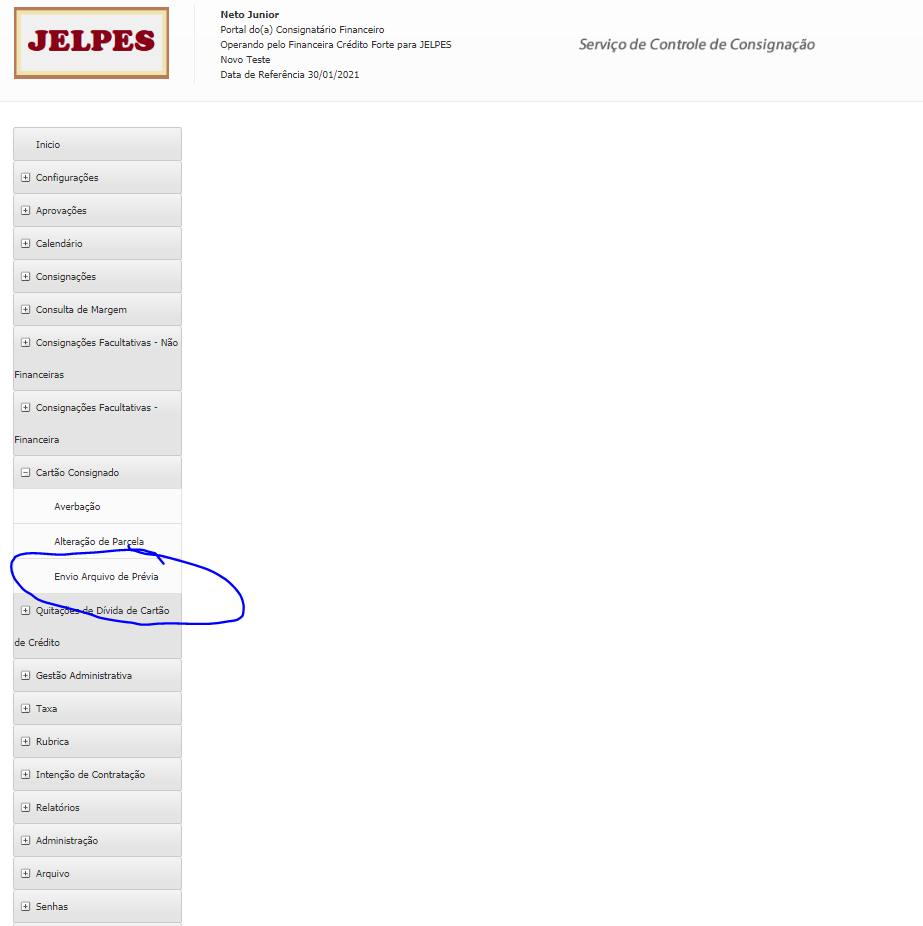 JELPES
Neto Junior
Portal do(a) Consignatário Financeiro
Operando pelo Financeira Crédito Forte para JELPES
Novo Teste
Data de Referência 30/01/2021
Serviço de Controle de Consignação
Inicio
Configurações
Aprovações
Calendário
Consignações
Consulta de Margem
Consignações Facultativas - Não
Financeiras
Consignações Facultativas -
Financeira
Cartão Consignado
Averbação
Alteração de Parcela
Envio Arquivo de Prévia
Quitações de Dívida de Cartão
de Crédito
Gestão Administrativa
Taxa
Rubrica
Intenção de Contratação
Relatórios
Administração
Arquivo
Senhas